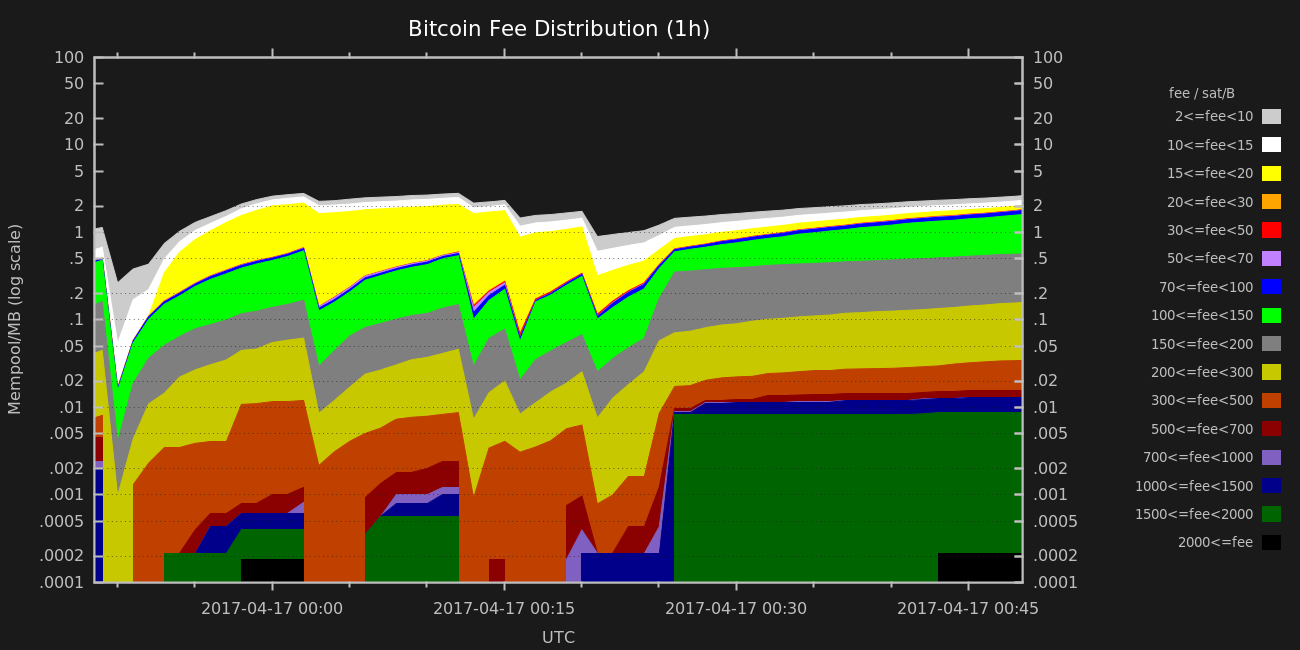 Bitcoin Fee Distribution (1h)
Mempool/MB (log scale)
100
50
20
10
5
2
1
.5
.2
.1
.05
.02
.01
.005
.002
.001
.0005
.0002
.0001
100
50
20
10
5
2
1
.5
.2
.1
.05
.02
.01
.005
.002
.001
.0005
.0002
.0001
2017-04-17 00:00 2017-04-17 00:15 2017-04-17 00:30 2017-04-17 00:45
UTC
fee / sat/B
2<=fee<10
10<=fee<15
15<=fee<20
20<=fee<30
30<=fee<50
50<=fee<70
70<=fee<100
100<=fee<150
150<=fee<200
200<=fee<300
300<=fee<500
500<=fee<700
700<=fee<1000
1000<=fee<1500
1500<=fee<2000
2000<=fee